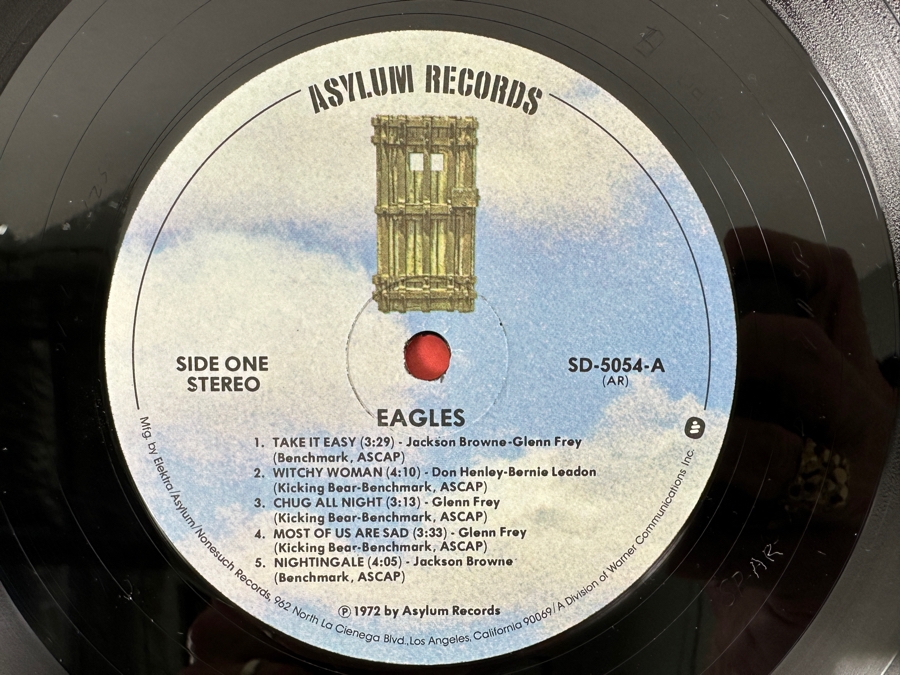 ASYLUM RECORDS
SIDE ONE
STEREO
SD-5054-A
(AR)
EAGLES
1. TAKE IT EASY (3:29) - Jackson Browne-Glenn Frey
(Benchmark, ASCAP)
2. WITCHY WOMAN (4:10) - Don Henley-Bernie Leadon
(Kicking Bear-Benchmark, ASCAP)
3. CHUG ALL NIGHT (3:13) - Glenn Frey
(Kicking Bear-Benchmark, ASCAP)
4. MOST OF US ARE SAD (3:33) - Glenn Frey
(Kicking Bear-Benchmark, ASCAP)
5. NIGHTINGALE (4:05) - Jackson Browne
(Benchmark, ASCAP)
℗ 1972 by Asylum Records
Mfg. by Elektra/Asylum/Nonesuch Records, 962 North La Cienega Blvd., Los Angeles, California 90069/A Division of Warner Communications Inc.
AR